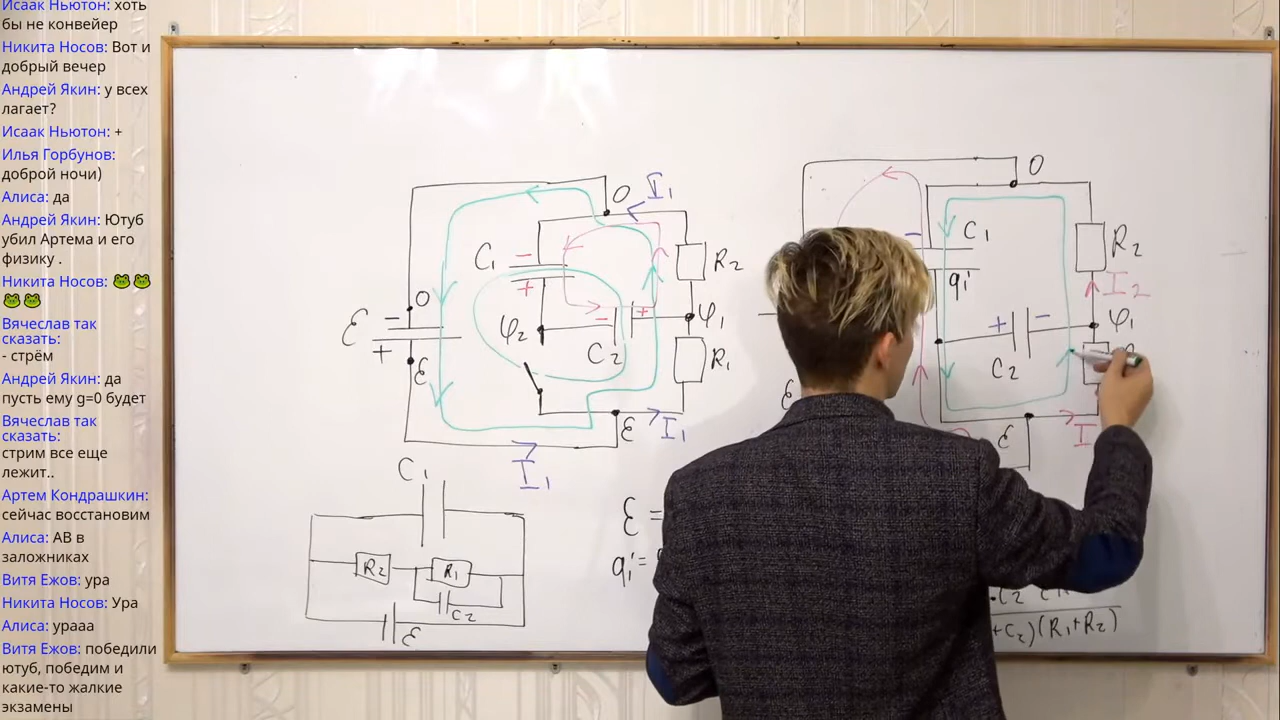 Исаак Ньютон: хоть
бы не конвейер
Никита Носов: Вот и
добрый вечер
Андрей Якин: у всех
лагает?
Исаак Ньютон: +
Илья Горбунов:
доброй ночи)
Алиса: да
Андрей Якин: Ютуб
убил Артема и его
физику .
Никита Носов: 🐸🐸
🐸🐸
Вячеслав так
сказать:
- стрём
Андрей Якин: да
пусть ему g=0 будет
Вячеслав так
сказать:
стрим все еще
лежит..
Артем Кондрашкин:
сейчас восстановим
Алиса: АВ в
заложниках
Витя Ежов: ура
Никита Носов: Ура
Алиса: урааа
Витя Ежов: победили
ютуб, победим и
какие-то жалкие
экзамены
0 I₁
C₁ - + R₂
ℰ - 0 + ℰ
φ₂ - + φ₁
C₂ R₁
ℰ I₁
I₁
C₁
R₂ R₁
C₂
ℰ
ℰ =
q₁' =
0
- C₁ R₂
q₁' I₂
+ - φ₁
C₂
ℰ
ℰ I
+C₂)(R₁+R₂)